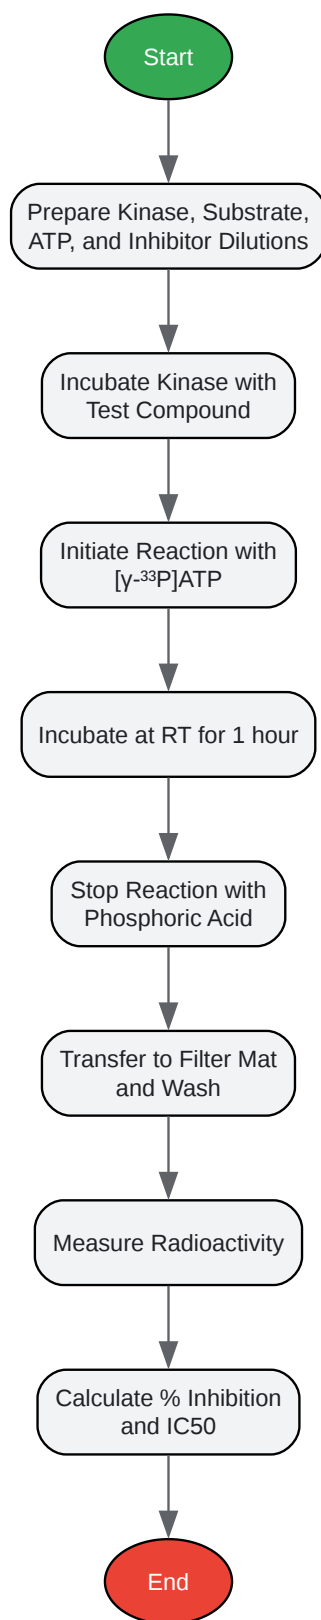 Start
Prepare Kinase, Substrate,
ATP, and Inhibitor Dilutions
Incubate Kinase with
Test Compound
Initiate Reaction with
[γ-³³P]ATP
Incubate at RT for 1 hour
Stop Reaction with
Phosphoric Acid
Transfer to Filter Mat
and Wash
Measure Radioactivity
Calculate % Inhibition
and IC50
End